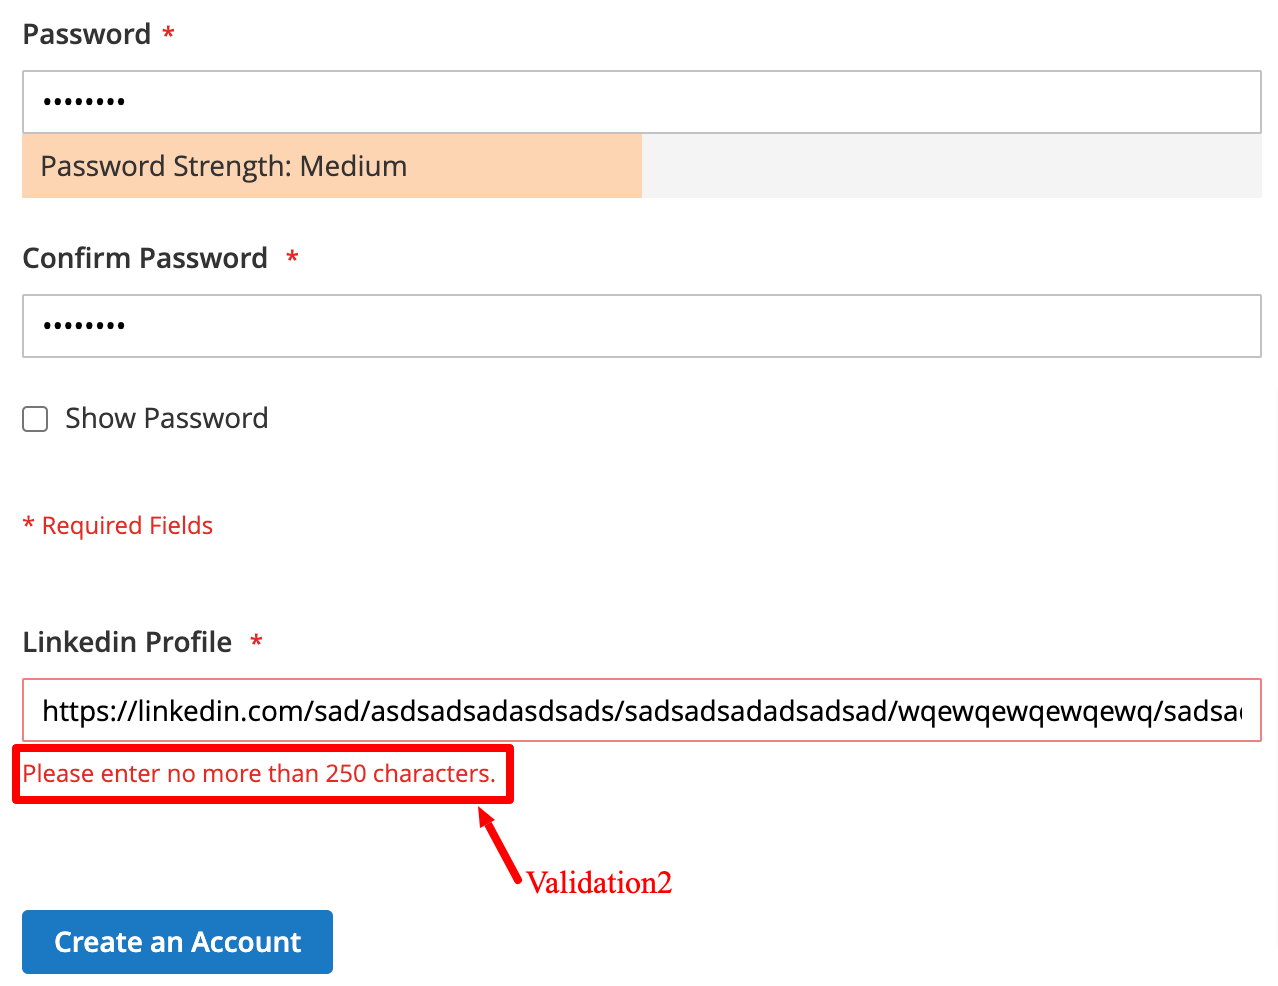 Password *
••••••••
Password Strength: Medium
Confirm Password *
••••••••
Show Password
* Required Fields
Linkedin Profile *
https://linkedin.com/sad/asdsadsadasdsads/sadsadsadadsadsad/wqewqewqewqewq/sadsa
Please enter no more than 250 characters.
Validation2
Create an Account